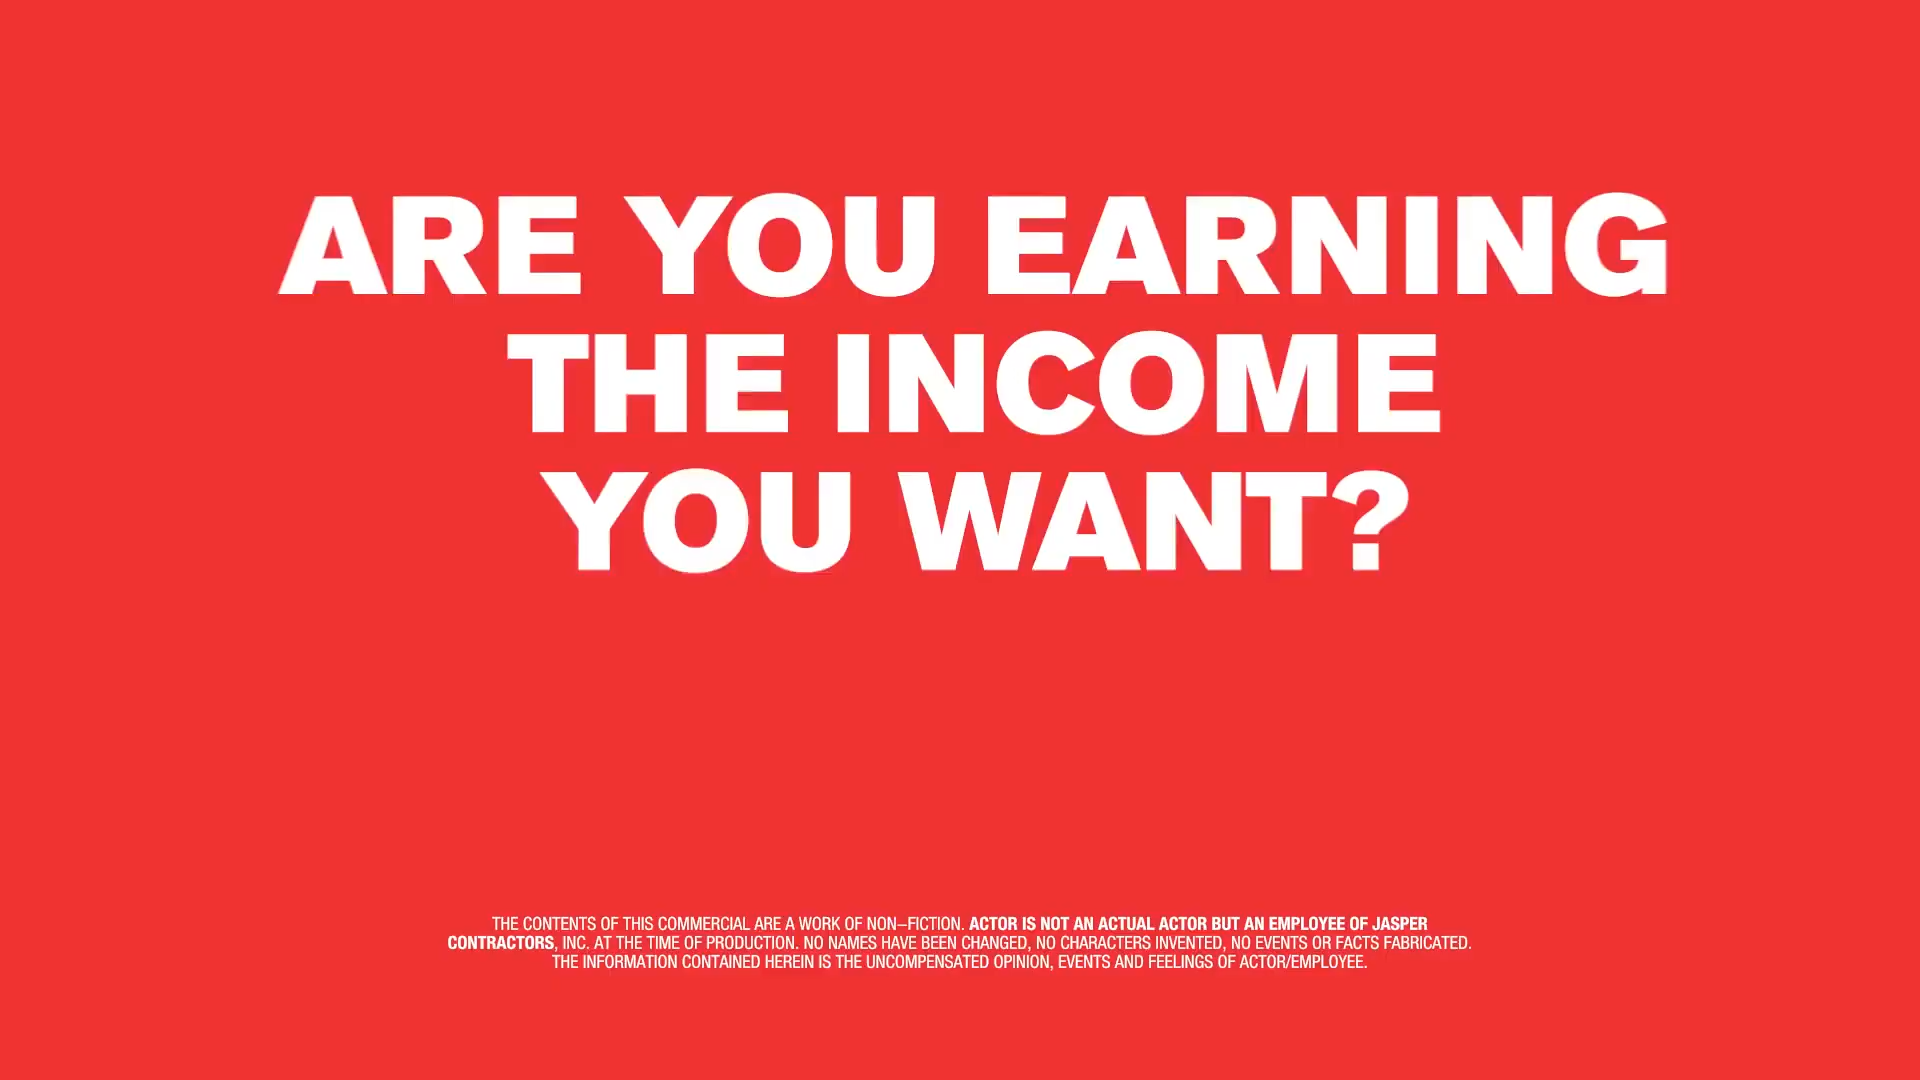 ARE YOU EARNING
THE INCOME
YOU WANT?
THE CONTENTS OF THIS COMMERCIAL ARE A WORK OF NON–FICTION. ACTOR IS NOT AN ACTUAL ACTOR BUT AN EMPLOYEE OF JASPER
CONTRACTORS, INC. AT THE TIME OF PRODUCTION. NO NAMES HAVE BEEN CHANGED, NO CHARACTERS INVENTED, NO EVENTS OR FACTS FABRICATED.
THE INFORMATION CONTAINED HEREIN IS THE UNCOMPENSATED OPINION, EVENTS AND FEELINGS OF ACTOR/EMPLOYEE.